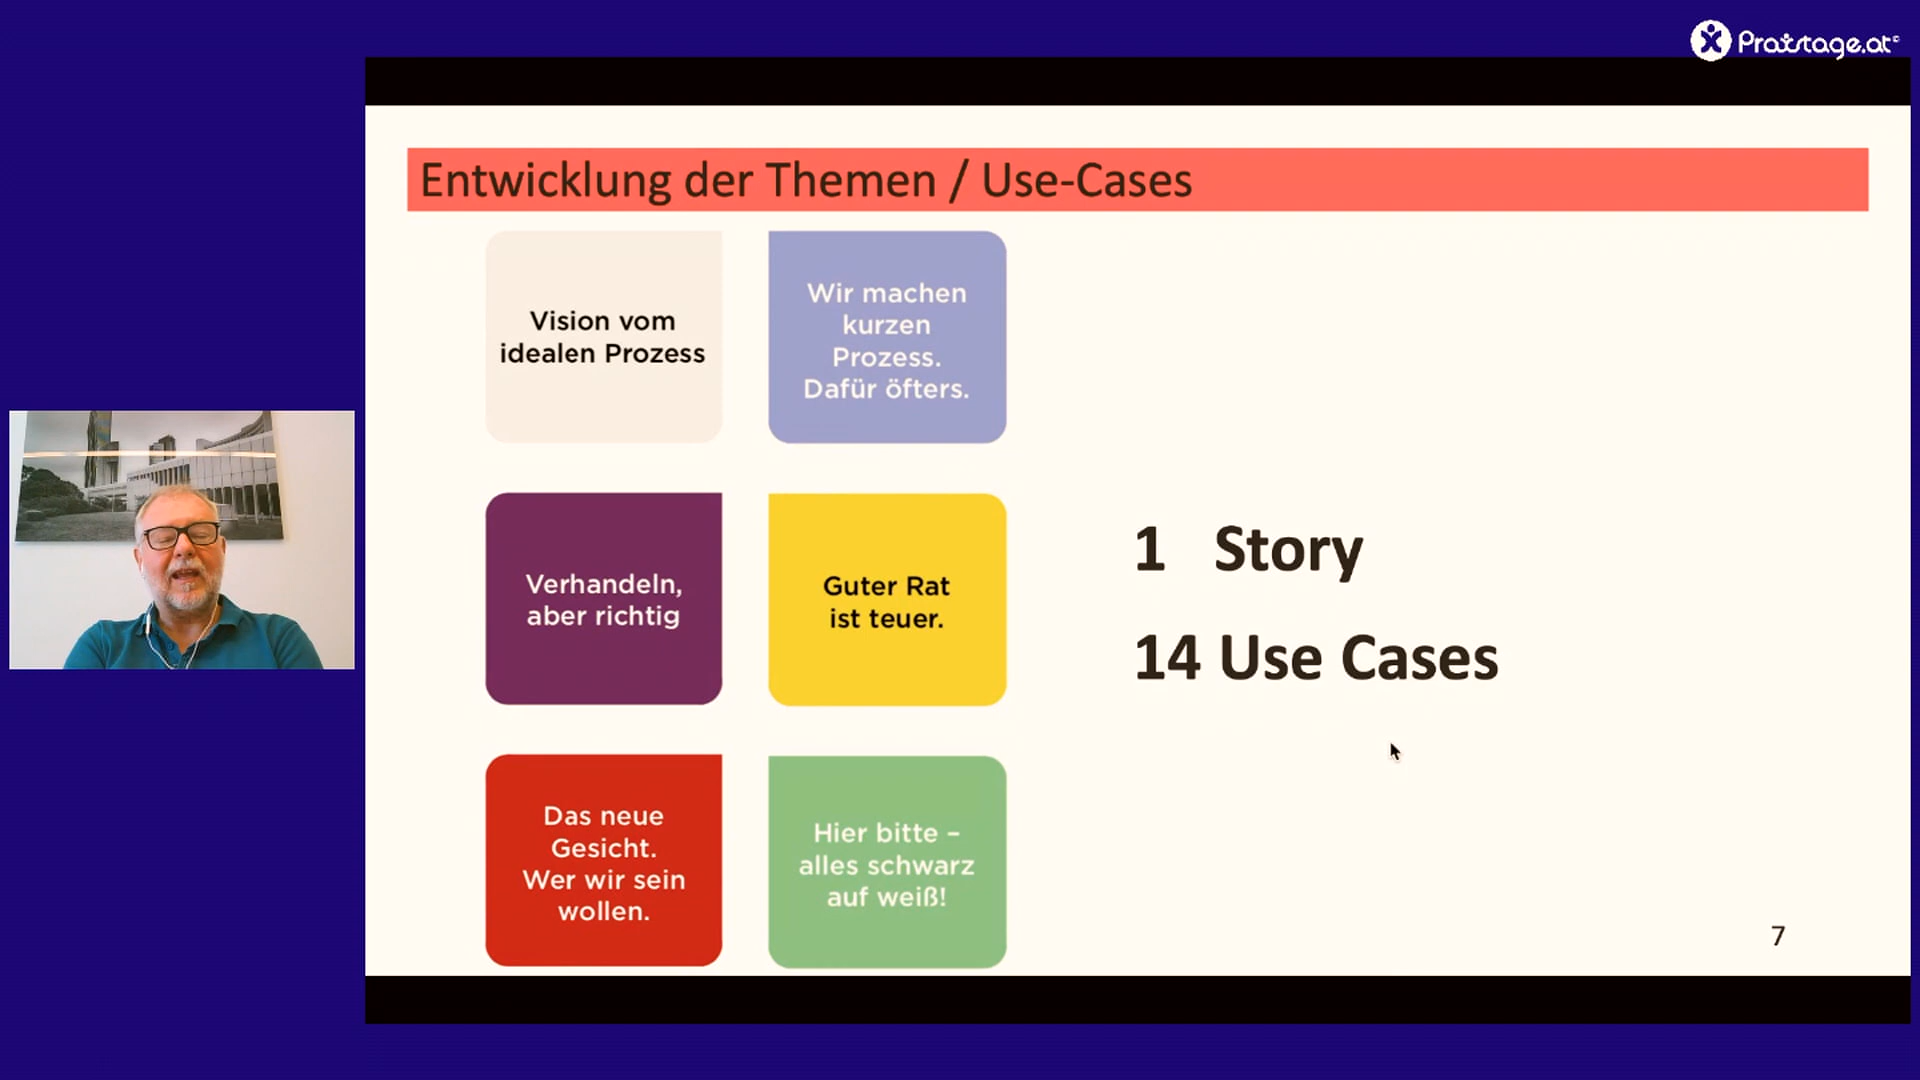 Praxistage.at©
Entwicklung der Themen / Use-Cases
Vision vom
idealen Prozess
Wir machen
kurzen
Prozess.
Dafür öfters.
Verhandeln,
aber richtig
Guter Rat
ist teuer.
1 Story
14 Use Cases
Das neue
Gesicht.
Wer wir sein
wollen.
Hier bitte –
alles schwarz
auf weiß!
7